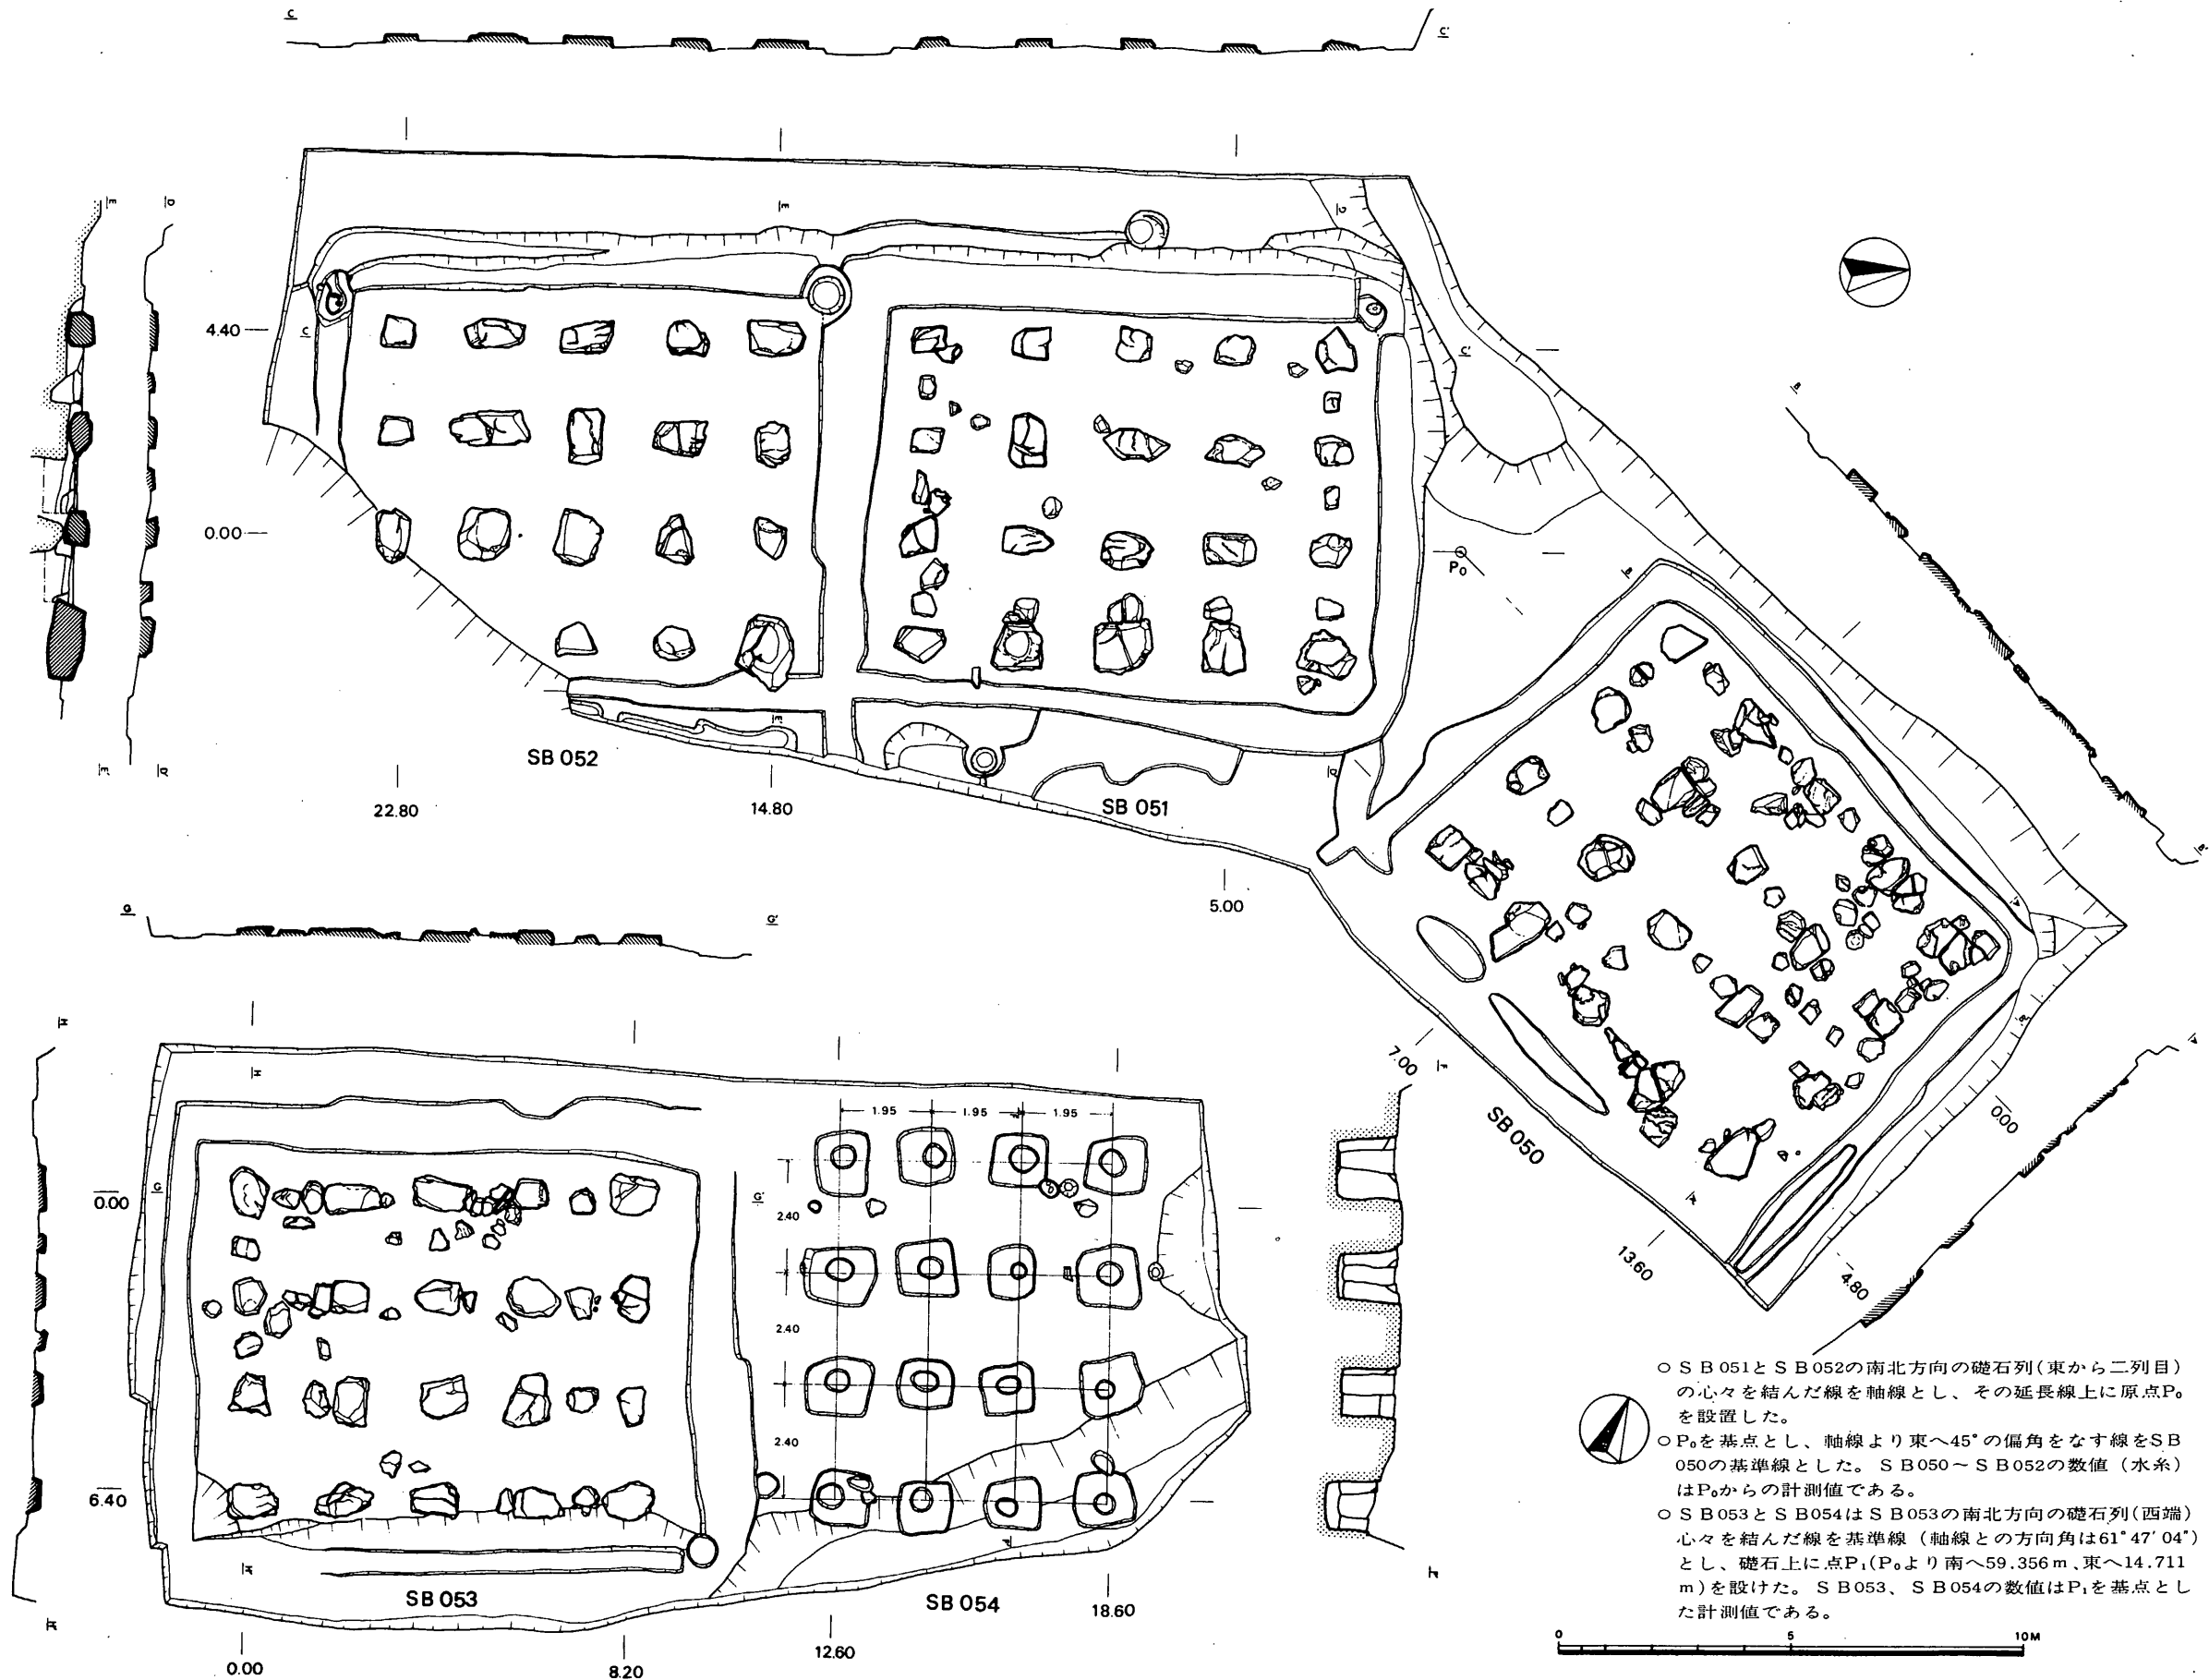 C
C'
E
D
E
D
E
D
4.40
C
C'
0.00
P₀
B
B
E
D
E
D
SB 052
22.80
14.80
SB 051
5.00
B'
G
G'
7.00
SB 050
0.00
13.60
4.80
1.95
1.95
1.95
0.00
G
G'
2.40
2.40
2.40
6.40
SB 053
SB 054
18.60
12.60
0.00
8.20
○ＳＢ051とＳＢ052の南北方向の礎石列(東から二列目)
の心々を結んだ線を軸線とし、その延長線上に原点P₀
を設置した。
○P₀を基点とし、軸線より東へ45°の偏角をなす線をSB
050の基準線とした。ＳＢ050～ＳＢ052の数値（水糸）
はP₀からの計測値である。
○ＳＢ053とＳＢ054はＳＢ053の南北方向の礎石列(西端)
心々を結んだ線を基準線（軸線との方向角は61°47′04″）
とし、礎石上に点P₁(P₀より南へ59.356ｍ、東へ14.711
ｍ)を設けた。ＳＢ053、ＳＢ054の数値はP₁を基点とし
た計測値である。
0 5 10M